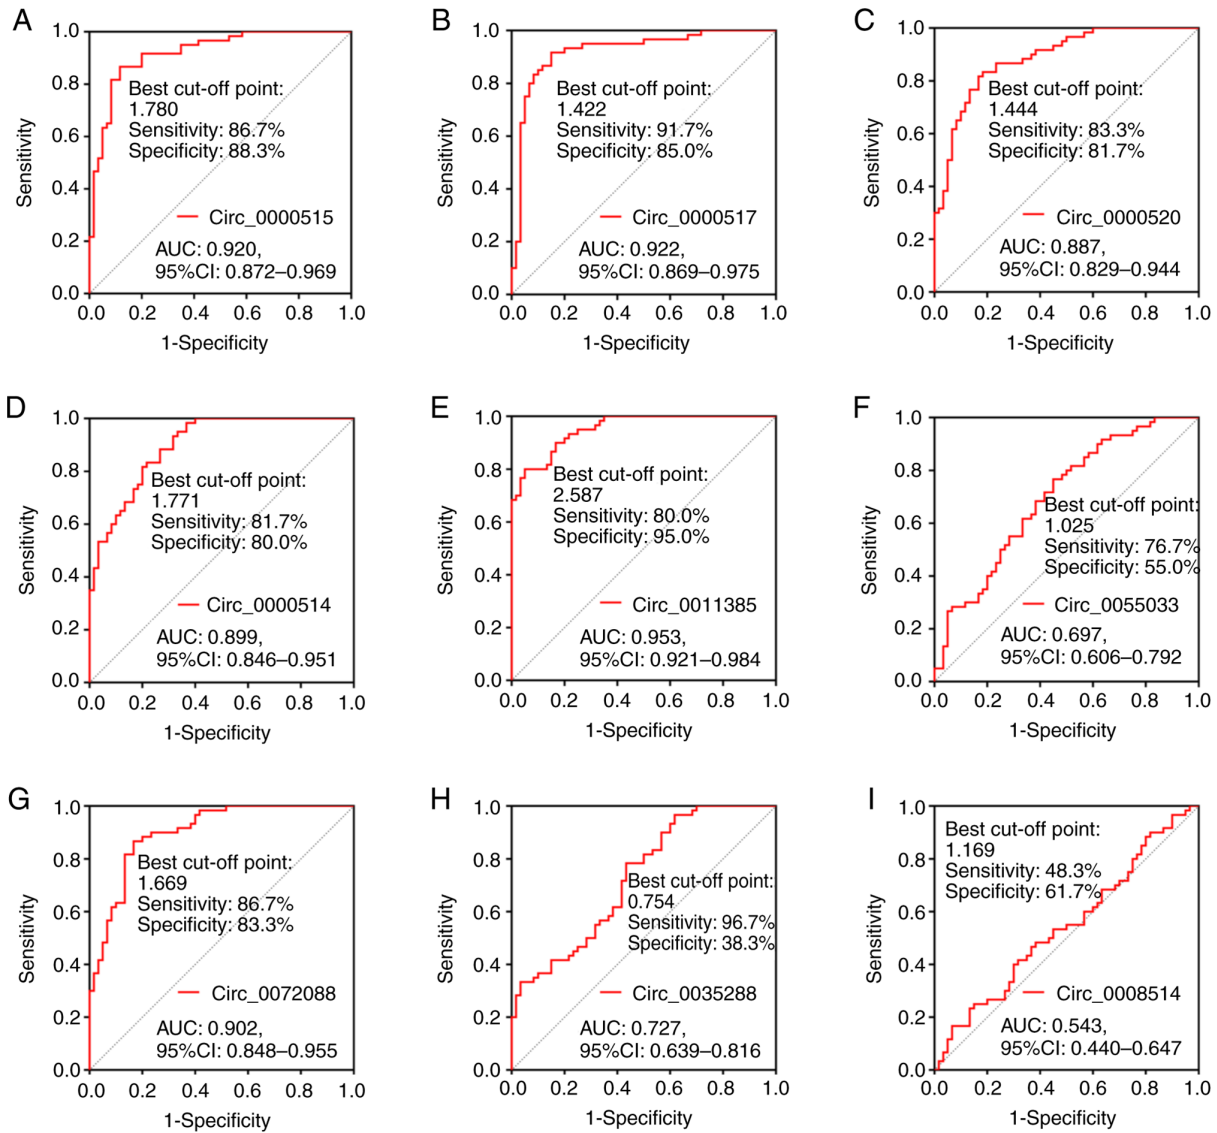 A
1.0
0.8
0.6
0.4
0.2
0.0
Sensitivity
Best cut-off point:
1.780
Sensitivity: 86.7%
Specificity: 88.3%
Circ_0000515
AUC: 0.920,
95%CI: 0.872–0.969
0.0 0.2 0.4 0.6 0.8 1.0
1-Specificity
B
1.0
0.8
0.6
0.4
0.2
0.0
Sensitivity
Best cut-off point:
1.422
Sensitivity: 91.7%
Specificity: 85.0%
Circ_0000517
AUC: 0.922,
95%CI: 0.869–0.975
0.0 0.2 0.4 0.6 0.8 1.0
1-Specificity
C
1.0
0.8
0.6
0.4
0.2
0.0
Sensitivity
Best cut-off point:
1.444
Sensitivity: 83.3%
Specificity: 81.7%
Circ_0000520
AUC: 0.887,
95%CI: 0.829–0.944
0.0 0.2 0.4 0.6 0.8 1.0
1-Specificity
D
1.0
0.8
0.6
0.4
0.2
0.0
Sensitivity
Best cut-off point:
1.771
Sensitivity: 81.7%
Specificity: 80.0%
Circ_0000514
AUC: 0.899,
95%CI: 0.846–0.951
0.0 0.2 0.4 0.6 0.8 1.0
1-Specificity
E
1.0
0.8
0.6
0.4
0.2
0.0
Sensitivity
Best cut-off point:
2.587
Sensitivity: 80.0%
Specificity: 95.0%
Circ_0011385
AUC: 0.953,
95%CI: 0.921–0.984
0.0 0.2 0.4 0.6 0.8 1.0
1-Specificity
F
1.0
0.8
0.6
0.4
0.2
0.0
Sensitivity
Best cut-off point:
1.025
Sensitivity: 76.7%
Specificity: 55.0%
Circ_0055033
AUC: 0.697,
95%CI: 0.606–0.792
0.0 0.2 0.4 0.6 0.8 1.0
1-Specificity
G
1.0
0.8
0.6
0.4
0.2
0.0
Sensitivity
Best cut-off point:
1.669
Sensitivity: 86.7%
Specificity: 83.3%
Circ_0072088
AUC: 0.902,
95%CI: 0.848–0.955
0.0 0.2 0.4 0.6 0.8 1.0
1-Specificity
H
1.0
0.8
0.6
0.4
0.2
0.0
Sensitivity
Best cut-off point:
0.754
Sensitivity: 96.7%
Specificity: 38.3%
Circ_0035288
AUC: 0.727,
95%CI: 0.639–0.816
0.0 0.2 0.4 0.6 0.8 1.0
1-Specificity
I
1.0
0.8
0.6
0.4
0.2
0.0
Sensitivity
Best cut-off point:
1.169
Sensitivity: 48.3%
Specificity: 61.7%
Circ_0008514
AUC: 0.543,
95%CI: 0.440–0.647
0.0 0.2 0.4 0.6 0.8 1.0
1-Specificity